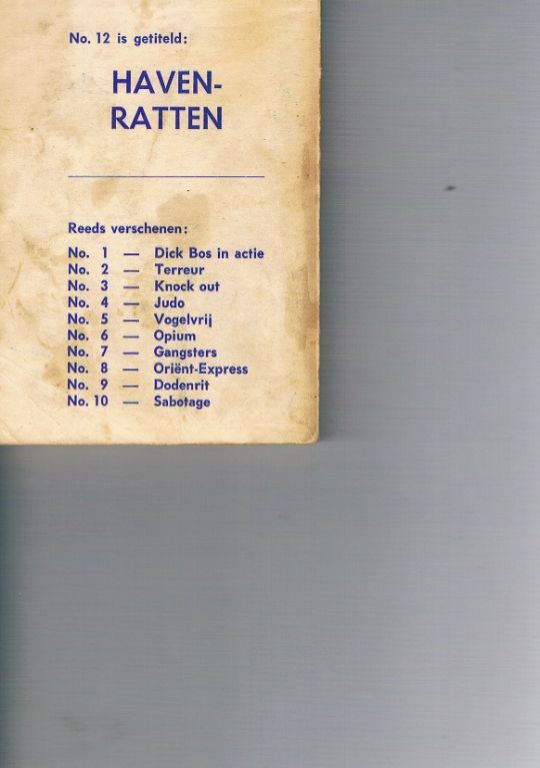 No. 12 is getiteld:
HAVEN-
RATTEN
Reeds verschenen:
No. 1 — Dick Bos in actie
No. 2 — Terreur
No. 3 — Knock out
No. 4 — Judo
No. 5 — Vogelvrij
No. 6 — Opium
No. 7 — Gangsters
No. 8 — Oriënt-Express
No. 9 — Dodenrit
No. 10 — Sabotage